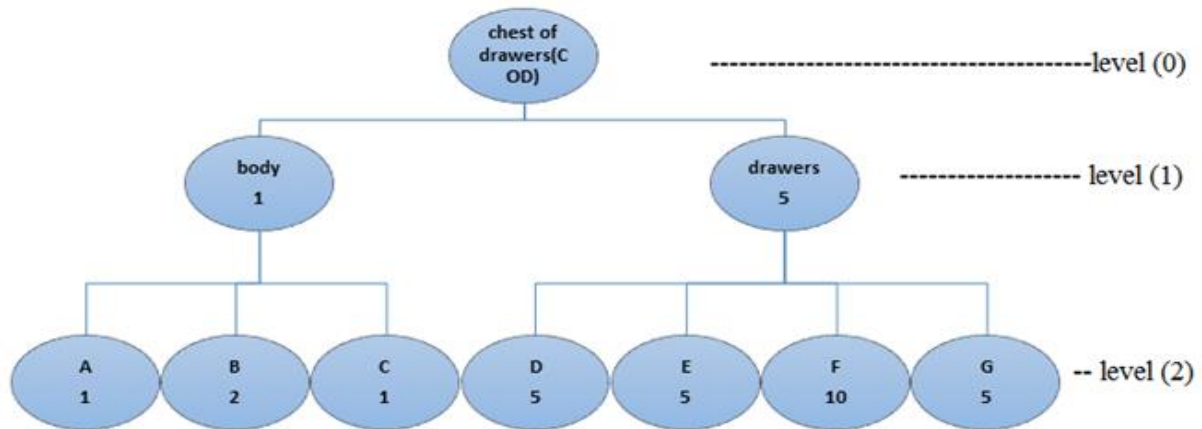 chest of
drawers(C
OD)
---------------------------------------level (0)
body
1
drawers
5
------------------- level (1)
A
1
B
2
C
1
D
5
E
5
F
10
G
5
-- level (2)